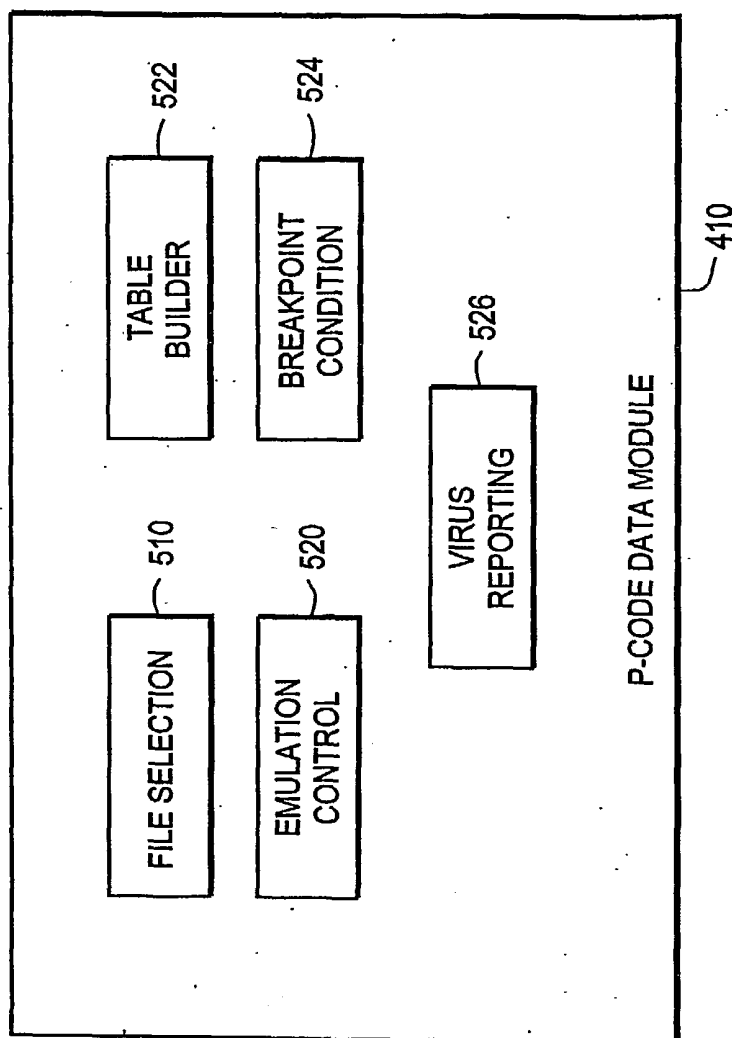 FILE SELECTION
510
TABLE
BUILDER
522
EMULATION
CONTROL
520
BREAKPOINT
CONDITION
524
VIRUS
REPORTING
526
P-CODE DATA MODULE
410